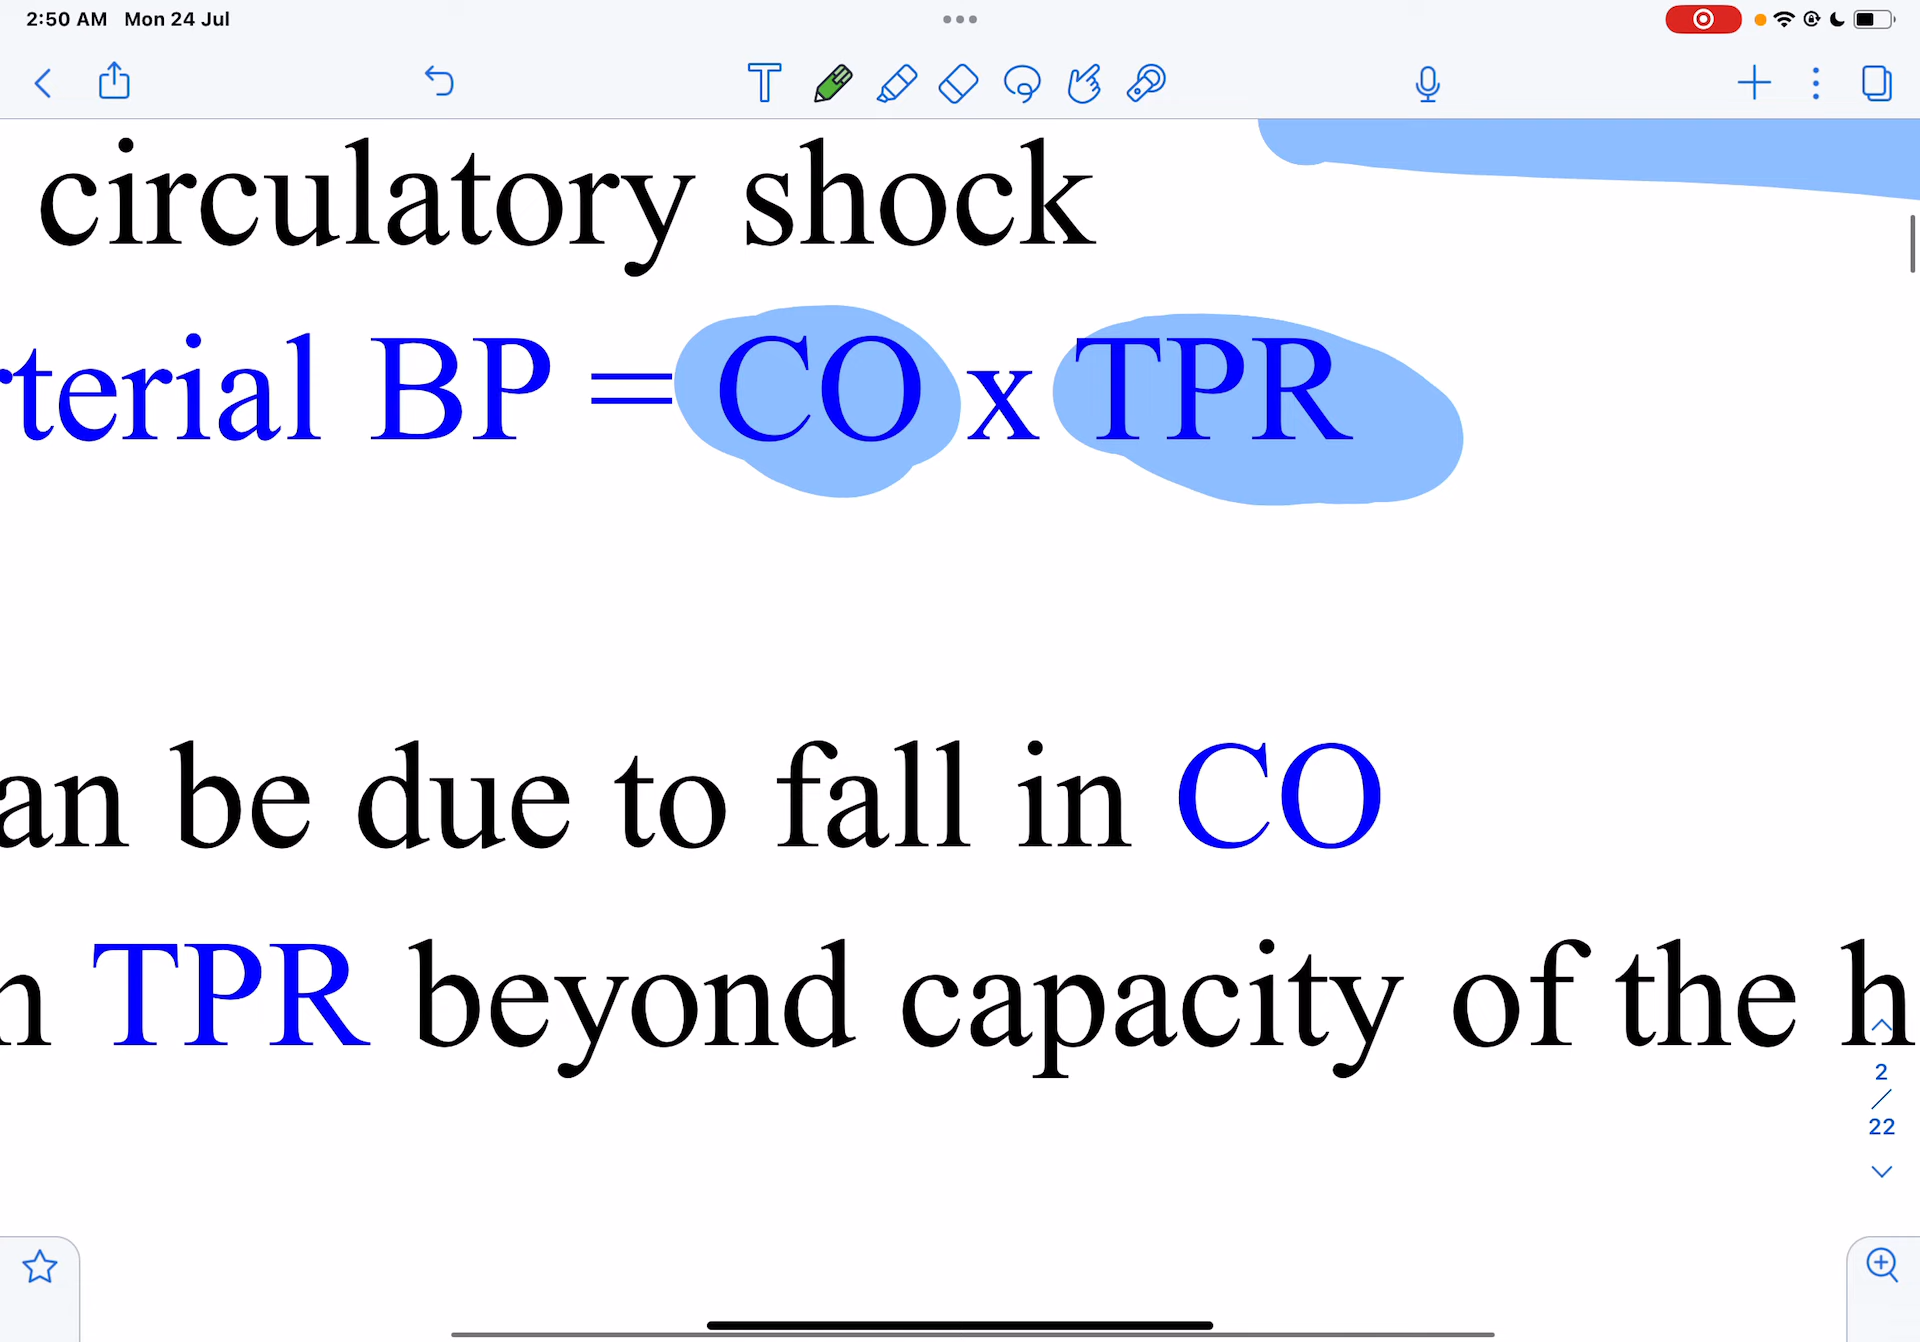 2:50 AM Mon 24 Jul
circulatory shock
rterial BP = CO x TPR
an be due to fall in CO
n TPR beyond capacity of the h
2
/
22